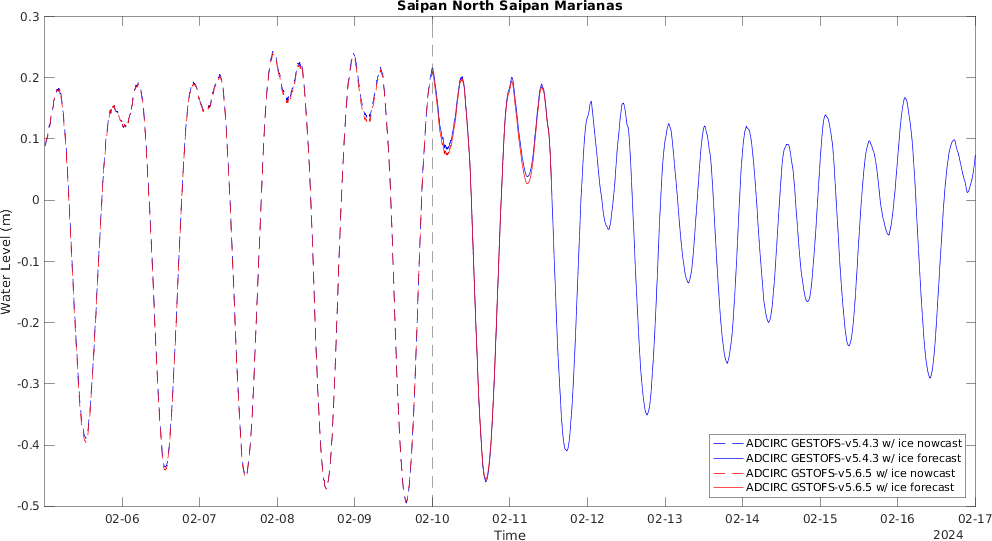 Saipan North Saipan Marianas
Water Level (m)
0.3
0.2
0.1
0
-0.1
-0.2
-0.3
-0.4
-0.5
ADCIRC GESTOFS-v5.4.3 w/ ice nowcast
ADCIRC GESTOFS-v5.4.3 w/ ice forecast
ADCIRC GSTOFS-v5.6.5 w/ ice nowcast
ADCIRC GSTOFS-v5.6.5 w/ ice forecast
02-06 02-07 02-08 02-09 02-10 02-11 02-12 02-13 02-14 02-15 02-16 02-17
Time
2024